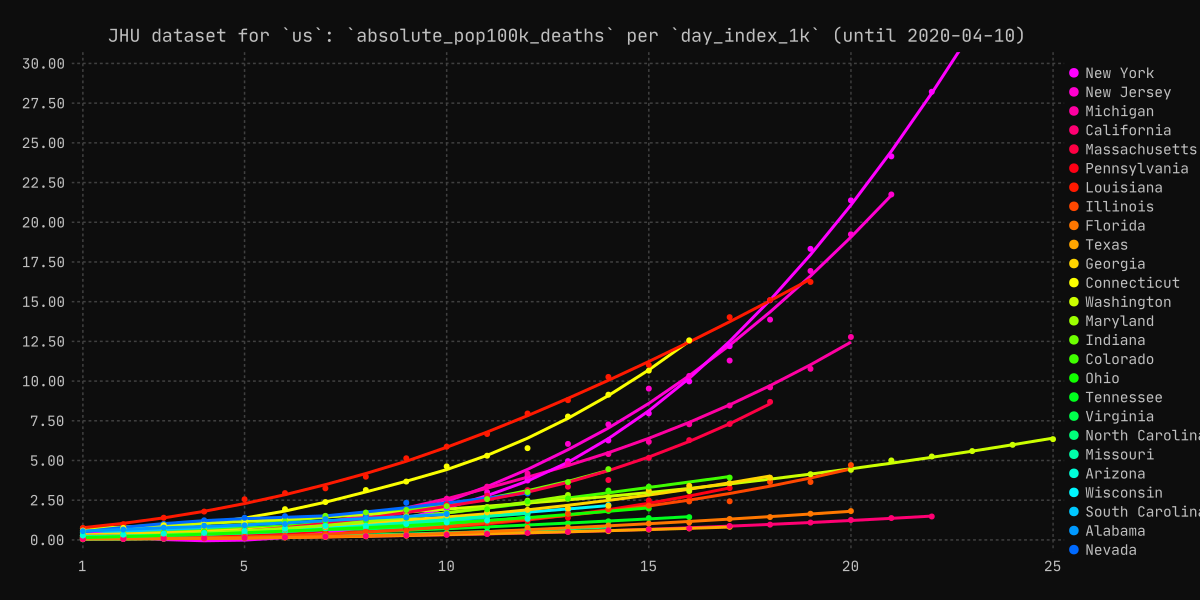 JHU dataset for `us`: `absolute_pop100k_deaths` per `day_index_1k` (until 2020-04-10)
30.00
27.50
25.00
22.50
20.00
17.50
15.00
12.50
10.00
7.50
5.00
2.50
0.00
1 5 10 15 20 25
New York
New Jersey
Michigan
California
Massachusetts
Pennsylvania
Louisiana
Illinois
Florida
Texas
Georgia
Connecticut
Washington
Maryland
Indiana
Colorado
Ohio
Tennessee
Virginia
North Carolina
Missouri
Arizona
Wisconsin
South Carolina
Alabama
Nevada